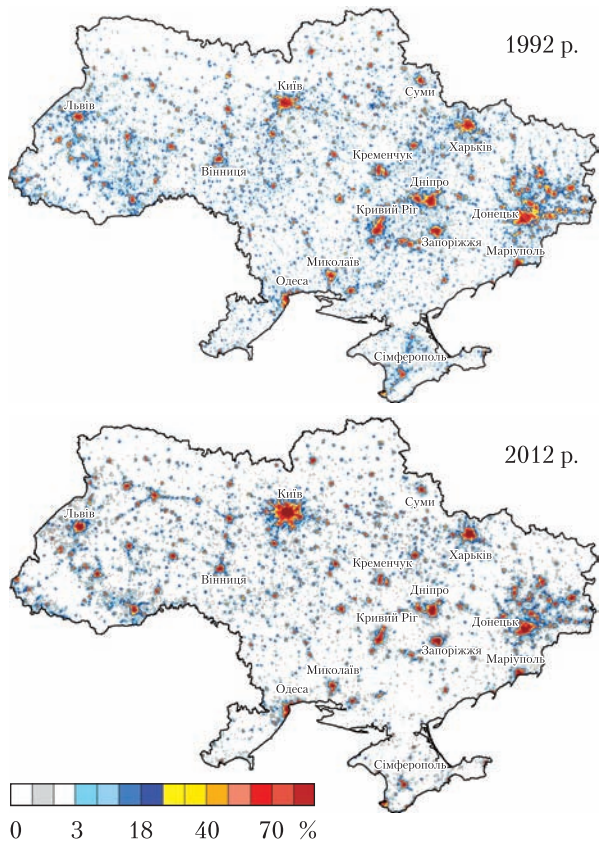 1992 р.
Київ
Суми
Львів
Харків
Кременчук
Вінниця
Дніпро
Кривий Ріг
Донецьк
Запоріжжя
Маріуполь
Миколаїв
Одеса
Сімферополь
2012 р.
Київ
Суми
Львів
Харків
Кременчук
Вінниця
Дніпро
Кривий Ріг
Донецьк
Запоріжжя
Маріуполь
Миколаїв
Одеса
Сімферополь
0 3 18 40 70 %